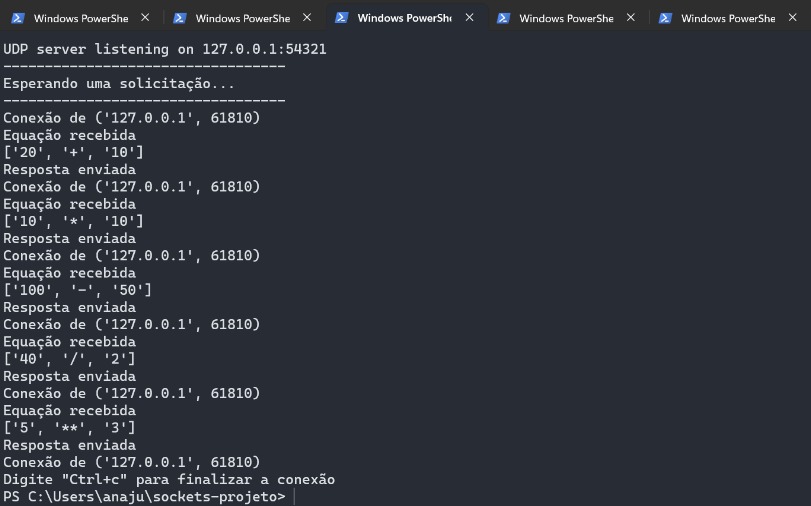 Windows PowerShe Windows PowerShe Windows PowerShe Windows PowerShe Windows PowerShe
UDP server listening on 127.0.0.1:54321
----------------------------------
Esperando uma solicitação...
----------------------------------
Conexão de ('127.0.0.1', 61810)
Equação recebida
['20', '+', '10']
Resposta enviada
Conexão de ('127.0.0.1', 61810)
Equação recebida
['10', '*', '10']
Resposta enviada
Conexão de ('127.0.0.1', 61810)
Equação recebida
['100', '-', '50']
Resposta enviada
Conexão de ('127.0.0.1', 61810)
Equação recebida
['40', '/', '2']
Resposta enviada
Conexão de ('127.0.0.1', 61810)
Equação recebida
['5', '**', '3']
Resposta enviada
Conexão de ('127.0.0.1', 61810)
Digite "Ctrl+c" para finalizar a conexão
PS C:\Users\anaju\sockets-projeto>